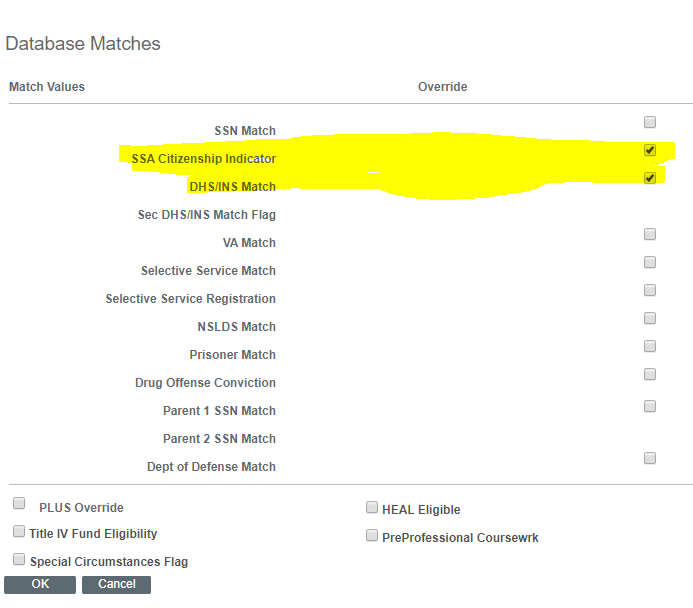 Database Matches
Match Values Override
SSN Match
SSA Citizenship Indicator
DHS/INS Match
Sec DHS/INS Match Flag
VA Match
Selective Service Match
Selective Service Registration
NSLDS Match
Prisoner Match
Drug Offense Conviction
Parent 1 SSN Match
Parent 2 SSN Match
Dept of Defense Match
PLUS Override HEAL Eligible
Title IV Fund Eligibility PreProfessional Coursewrk
Special Circumstances Flag
OK Cancel